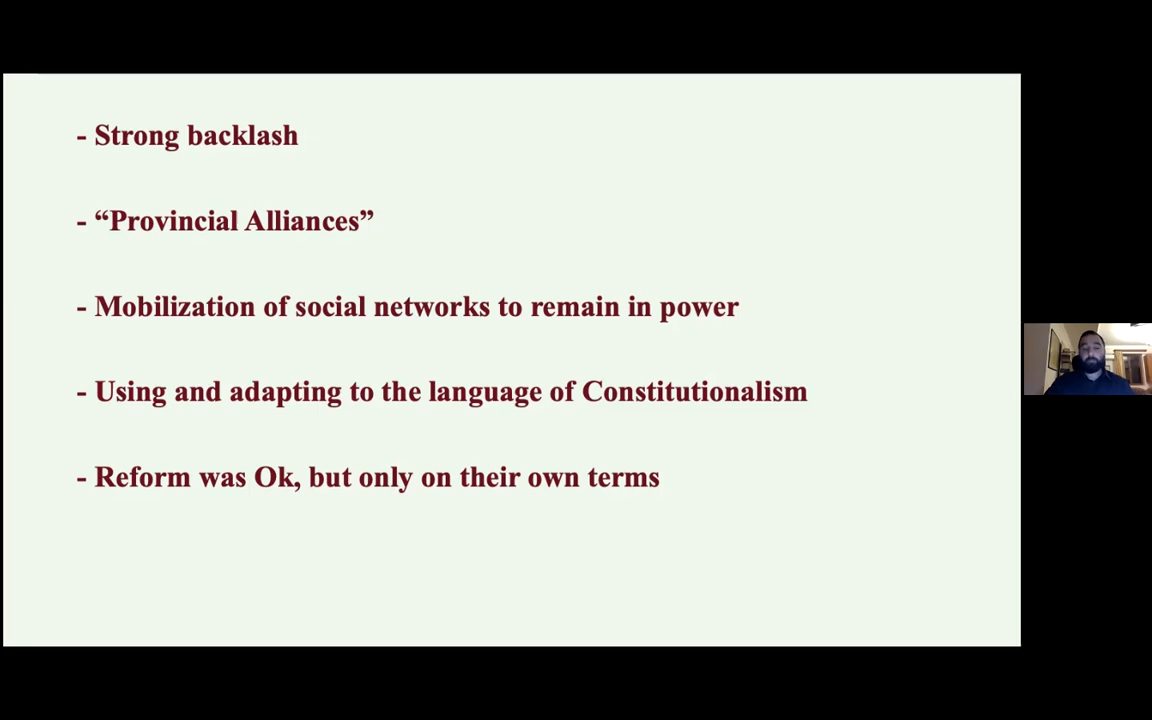 - Strong backlash
- “Provincial Alliances”
- Mobilization of social networks to remain in power
- Using and adapting to the language of Constitutionalism
- Reform was Ok, but only on their own terms